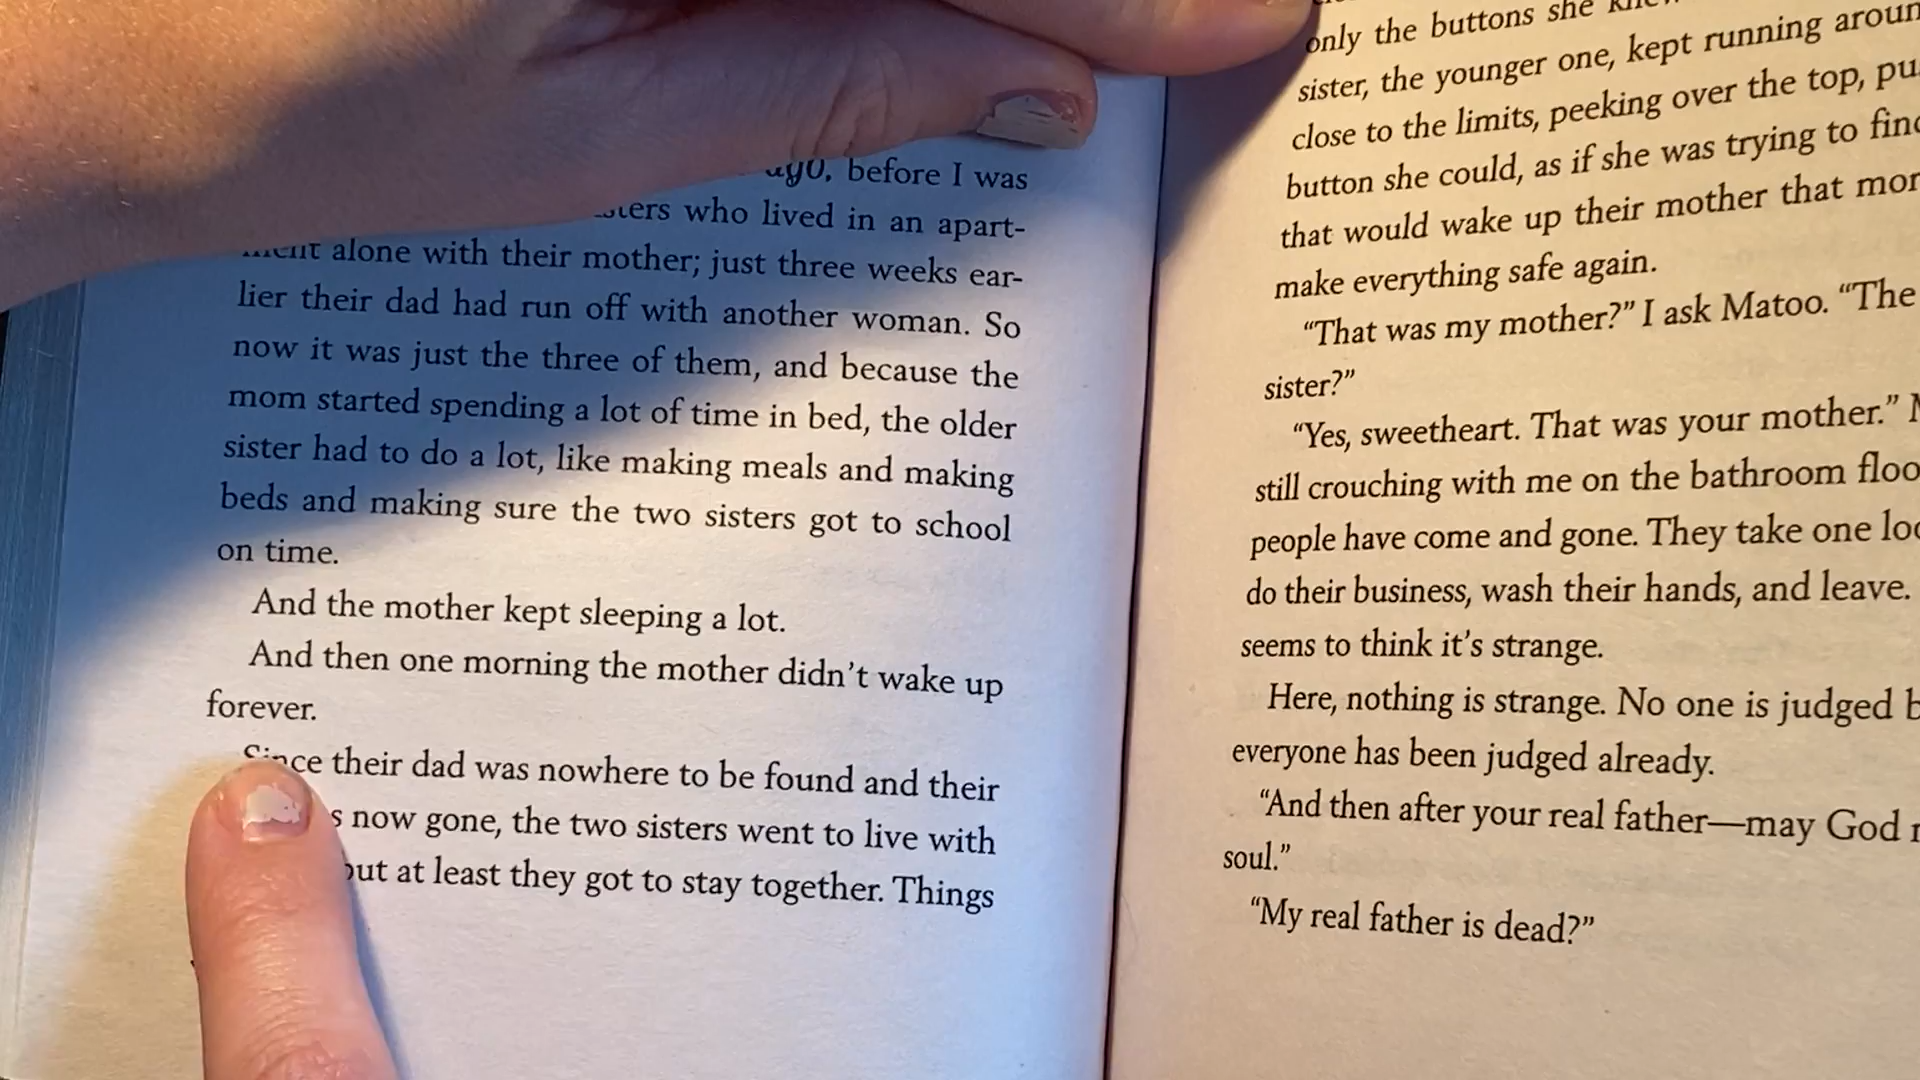 before I was
who lived in an apart-
alone with their mother; just three weeks ear-
lier their dad had run off with another woman. So
now it was just the three of them, and because the
mom started spending a lot of time in bed, the older
sister had to do a lot, like making meals and making
beds and making sure the two sisters got to school
on time.
And the mother kept sleeping a lot.
And then one morning the mother didn't wake up
forever.
Since their dad was nowhere to be found and their
now gone, the two sisters went to live with
but at least they got to stay together. Things
only the buttons she
sister, the younger one, kept running
close to the limits, peeking over the top,
button she could, as if she was trying to
that would wake up their mother that
make everything safe again.
“That was my mother?” I ask Matoo. “The
sister?”
“Yes, sweetheart. That was your mother.”
still crouching with me on the bathroom
people have come and gone. They take one
do their business, wash their hands, and leave.
seems to think it's strange.
Here, nothing is strange. No one is judged
everyone has been judged already.
“And then after your real father—may God
soul.”
“My real father is dead?”